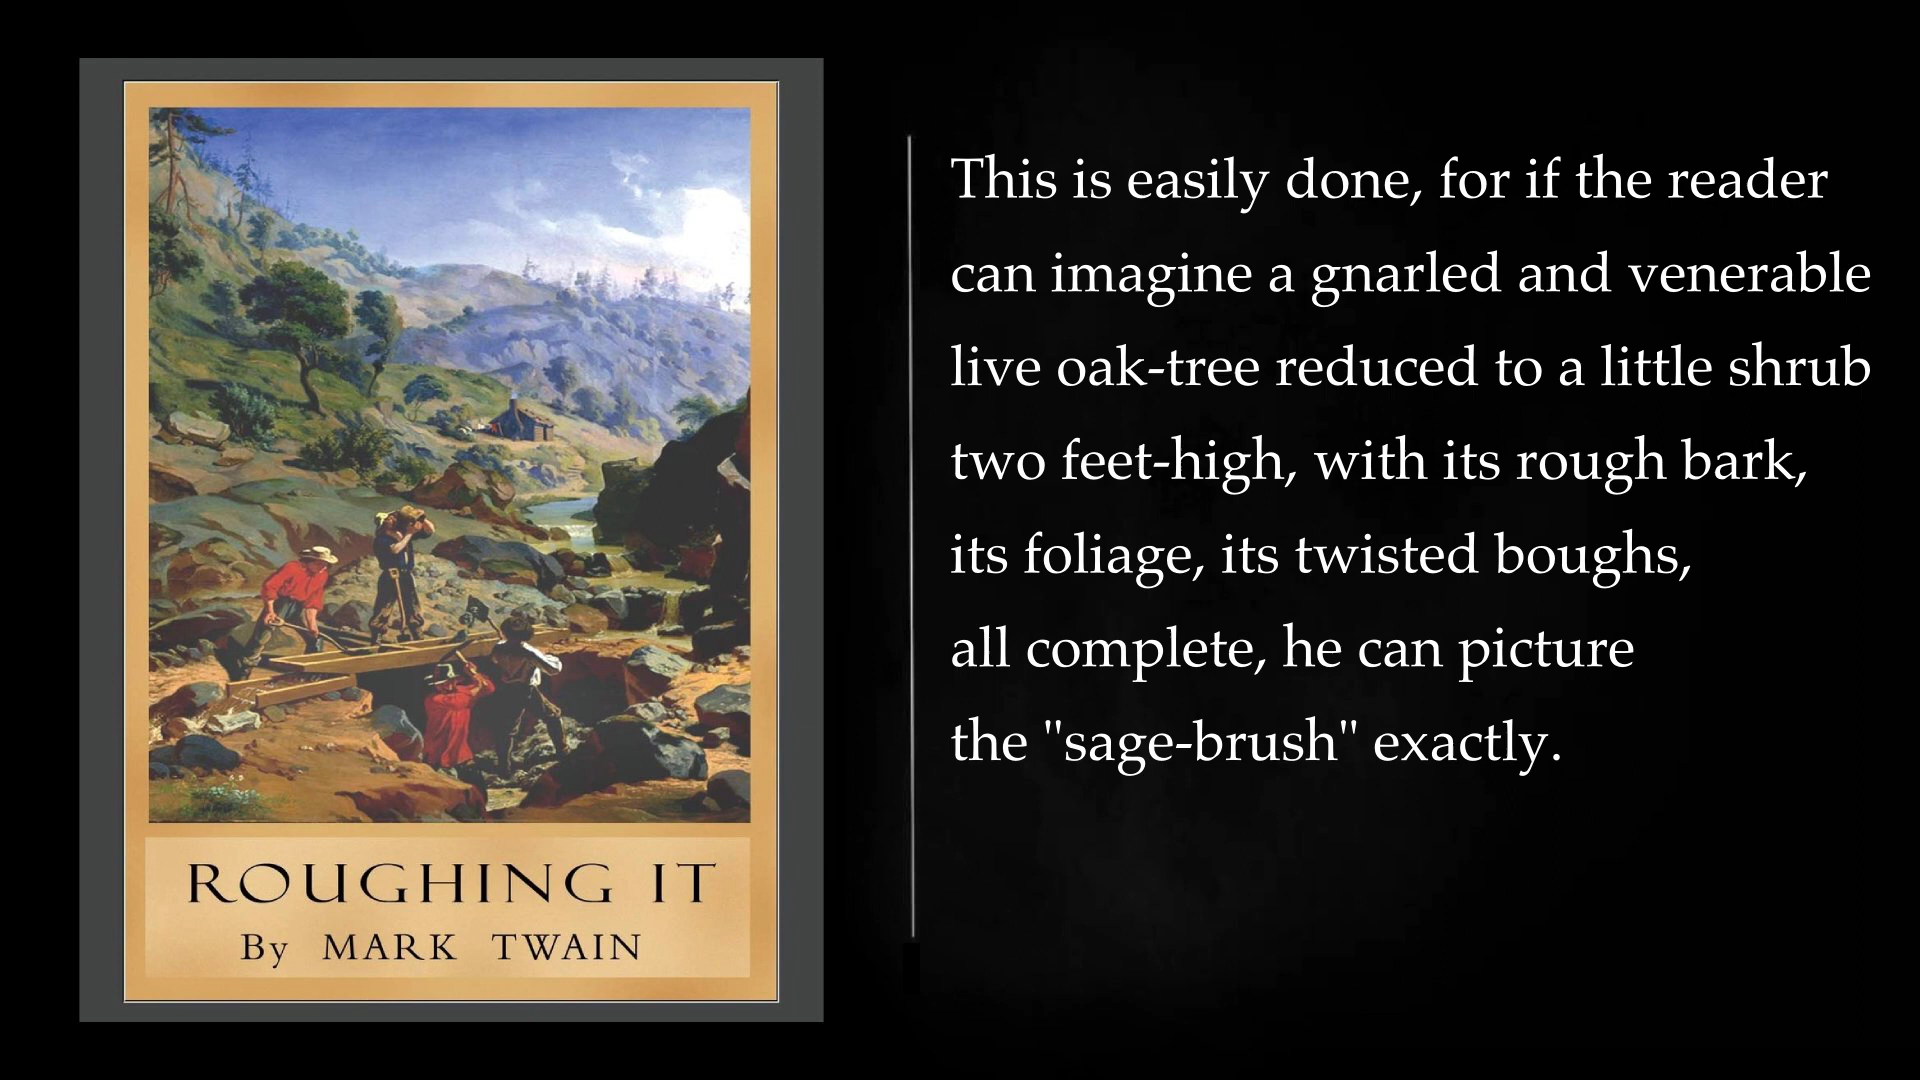 ROUGHING IT
By MARK TWAIN
This is easily done, for if the reader
can imagine a gnarled and venerable
live oak-tree reduced to a little shrub
two feet-high, with its rough bark,
its foliage, its twisted boughs,
all complete, he can picture
the "sage-brush" exactly.